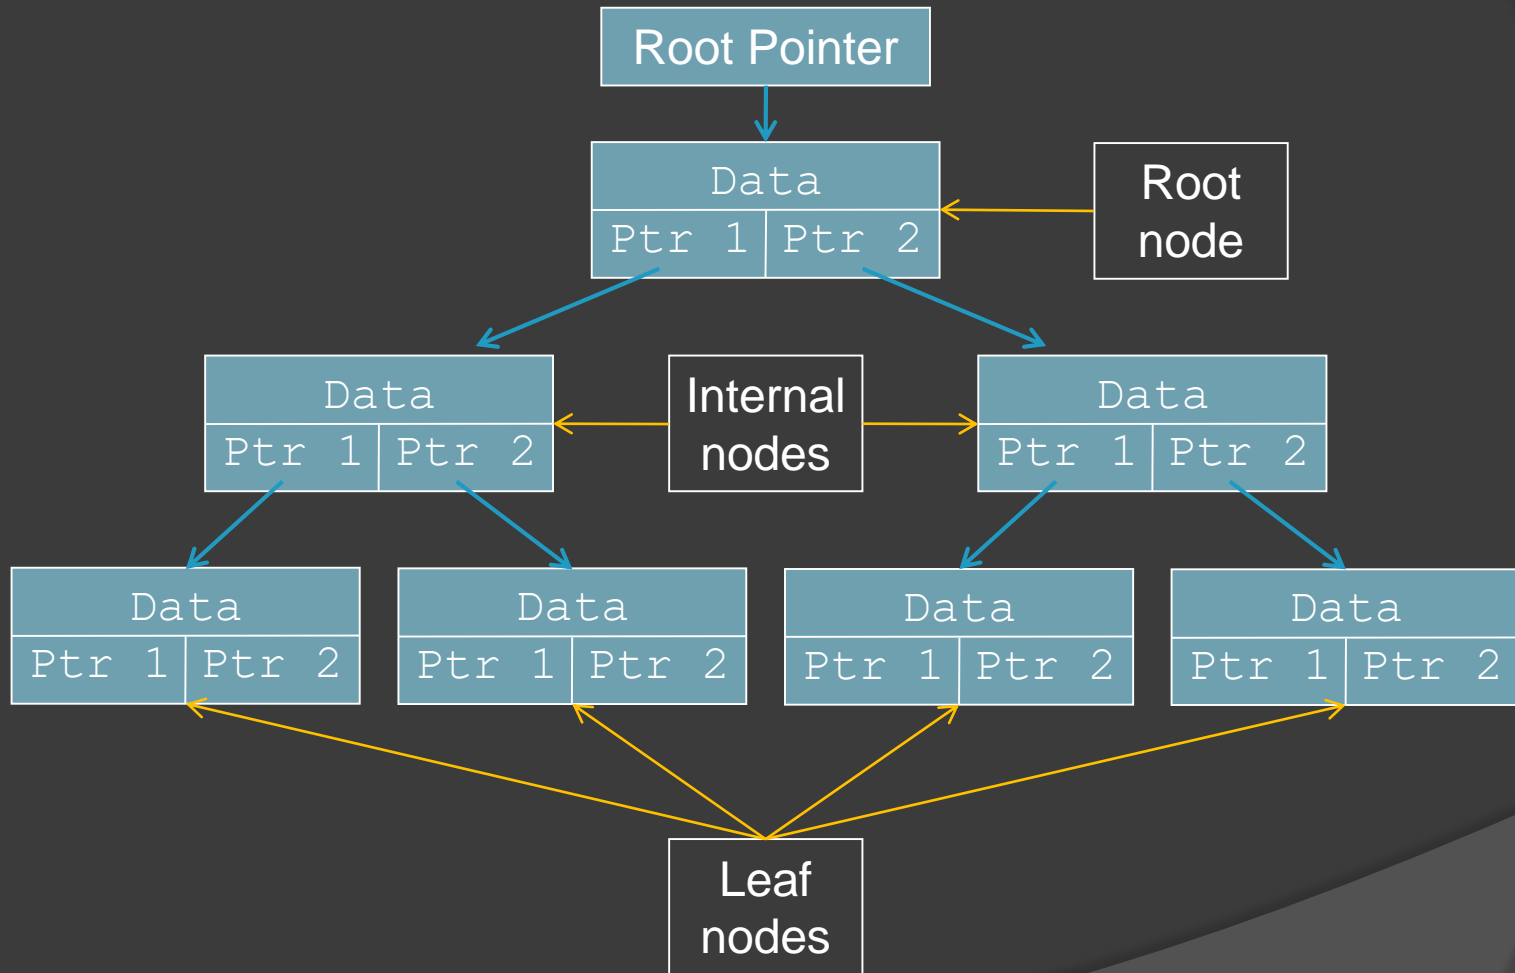 Root Pointer
Data
Ptr 1 Ptr 2
Root
node
Data
Ptr 1 Ptr 2
Internal
nodes
Data
Ptr 1 Ptr 2
Data
Ptr 1 Ptr 2
Data
Ptr 1 Ptr 2
Data
Ptr 1 Ptr 2
Data
Ptr 1 Ptr 2
Leaf
nodes